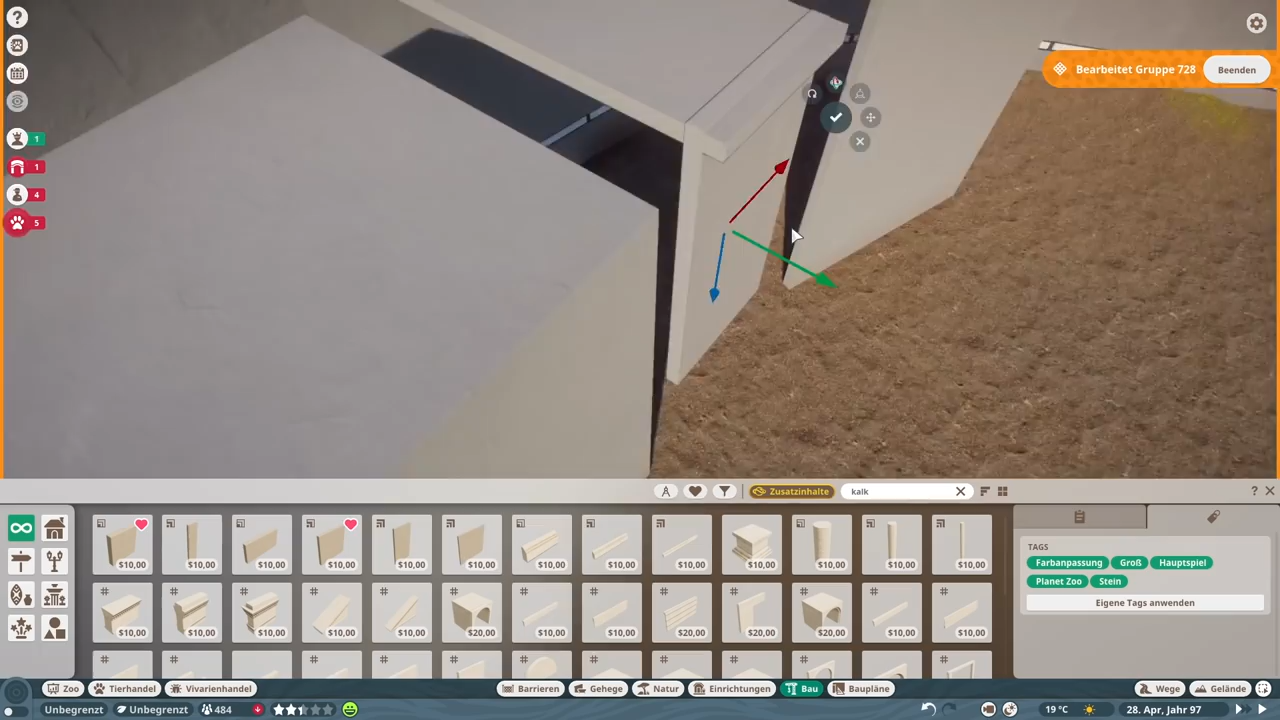 ?
Bearbeitet Gruppe 728
Beenden
1
1
4
5
Zusatzinhalte
kalk
?
$10,00 $10,00 $10,00 $10,00 $10,00 $10,00 $10,00 $10,00 $10,00 $10,00 $10,00 $10,00 $10,00
$10,00 $10,00 $10,00 $10,00 $10,00 $20,00 $10,00 $10,00 $20,00 $20,00 $20,00 $10,00 $10,00
TAGS
Farbanpassung Groß Hauptspiel
Planet Zoo Stein
Eigene Tags anwenden
Zoo Tierhandel Vivarienhandel Barrieren Gehege Natur Einrichtungen Bau Baupläne Wege Gelände
Unbegrenzt Unbegrenzt 484 19 °C 28. Apr, Jahr 97